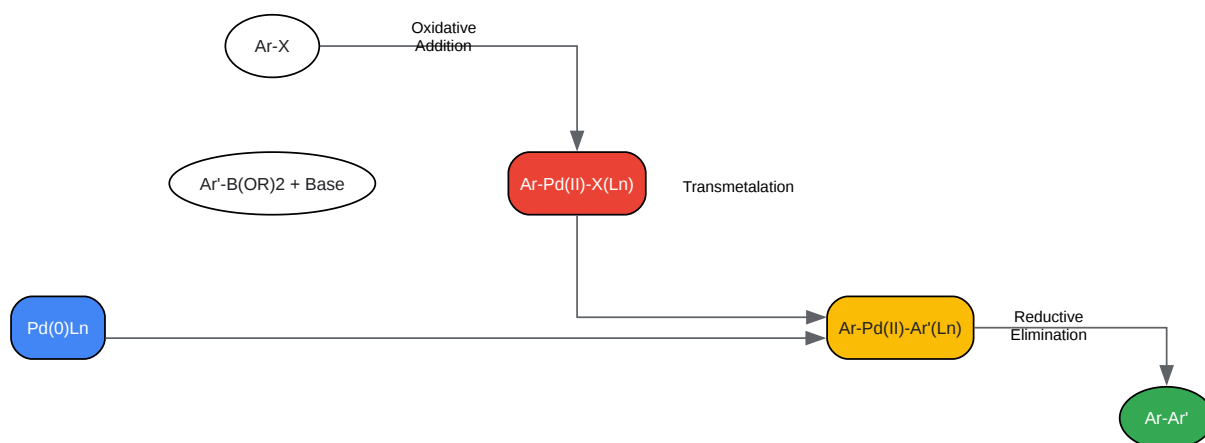 Oxidative
Addition
Ar-X
Ar'-B(OR)2 + Base
Ar-Pd(II)-X(Ln)
Transmetalation
Pd(0)Ln
Ar-Pd(II)-Ar'(Ln)
Reductive
Elimination
Ar-Ar'